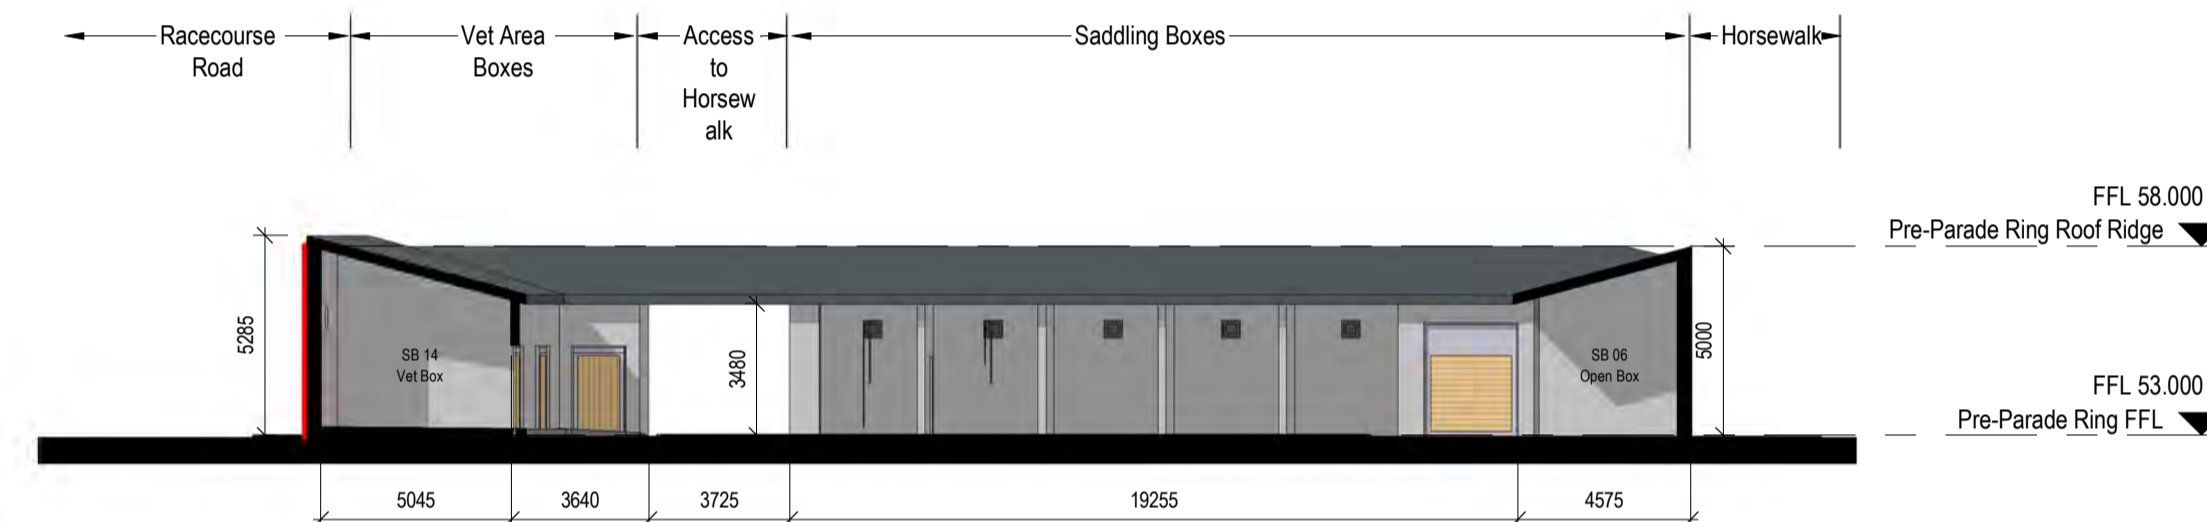 Racecourse
Road
Vet Area
Boxes
Access
to
Horsew
alk
Saddling Boxes
Horsewalk
FFL 58.000
Pre-Parade Ring Roof Ridge
5285
SB 14
Vet Box
3480
SB 06
Open Box
5000
FFL 53.000
Pre-Parade Ring FFL
5045
3640
3725
19255
4575